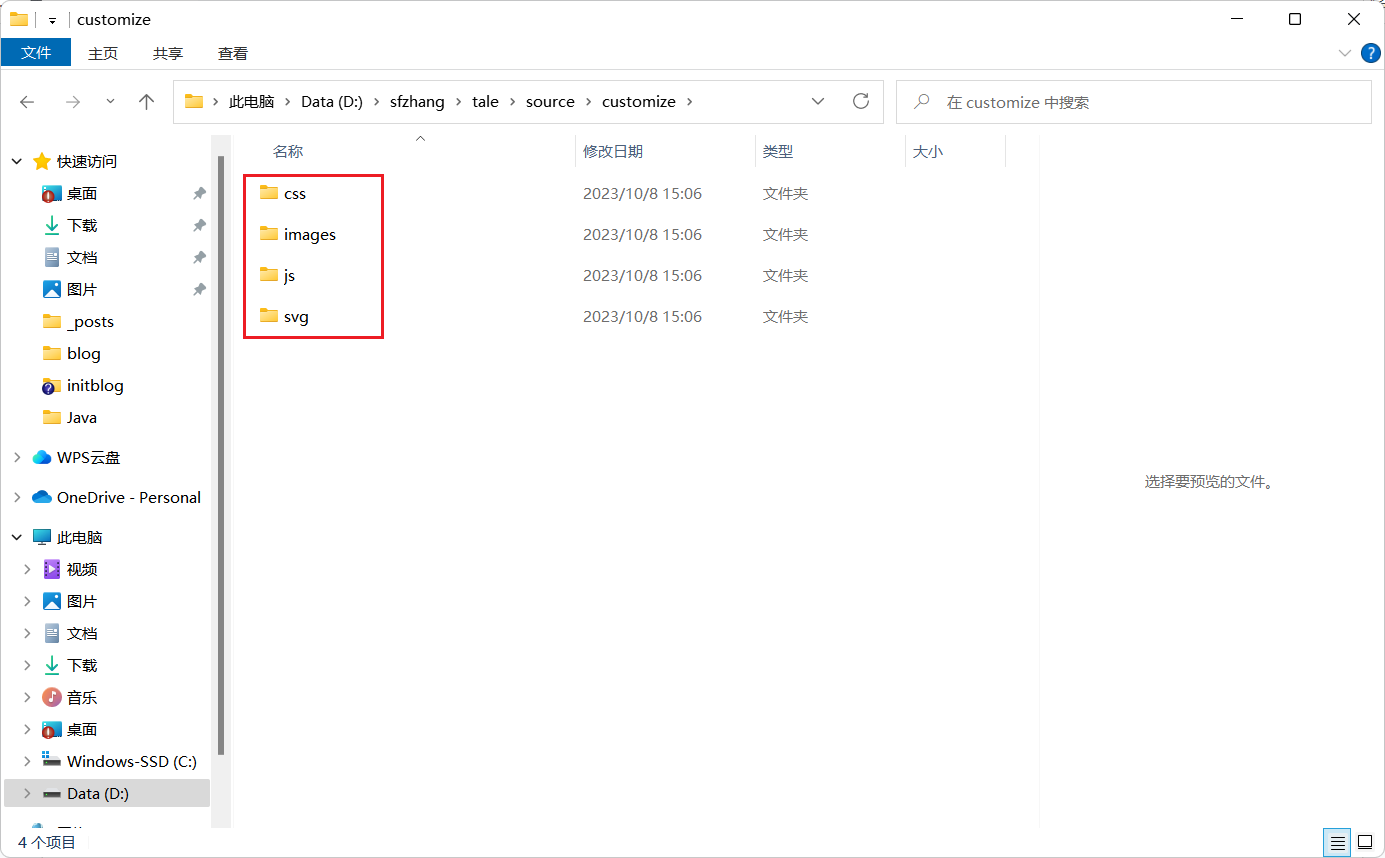 customize
文件 主页 共享 查看
此电脑 Data (D:) sfzhang tale source customize 在 customize 中搜索
名称 修改日期 类型 大小
css 2023/10/8 15:06 文件夹
images 2023/10/8 15:06 文件夹
js 2023/10/8 15:06 文件夹
svg 2023/10/8 15:06 文件夹
快速访问
桌面
下载
文档
图片
_posts
blog
initblog
Java
WPS云盘
OneDrive - Personal
此电脑
视频
图片
文档
下载
音乐
桌面
Windows-SSD (C:)
Data (D:)
选择要预览的文件。
4 个项目